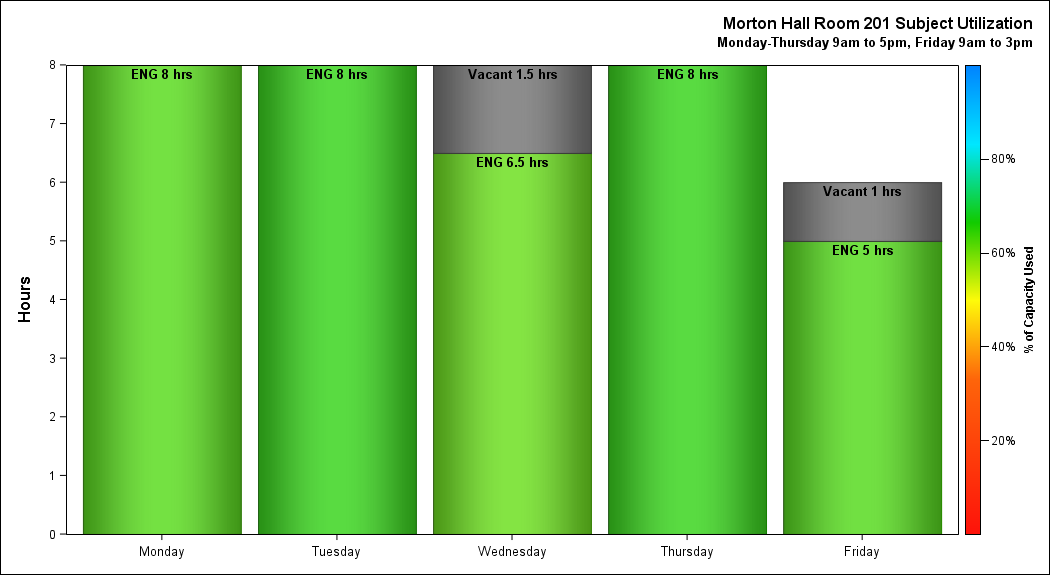 Morton Hall Room 201 Subject Utilization
Monday-Thursday 9am to 5pm, Friday 9am to 3pm
Hours
8
7
6
5
4
3
2
1
0
ENG 8 hrs
ENG 8 hrs
Vacant 1.5 hrs
ENG 6.5 hrs
ENG 8 hrs
Vacant 1 hrs
ENG 5 hrs
Monday
Tuesday
Wednesday
Thursday
Friday
80%
60%
40%
20%
% of Capacity Used